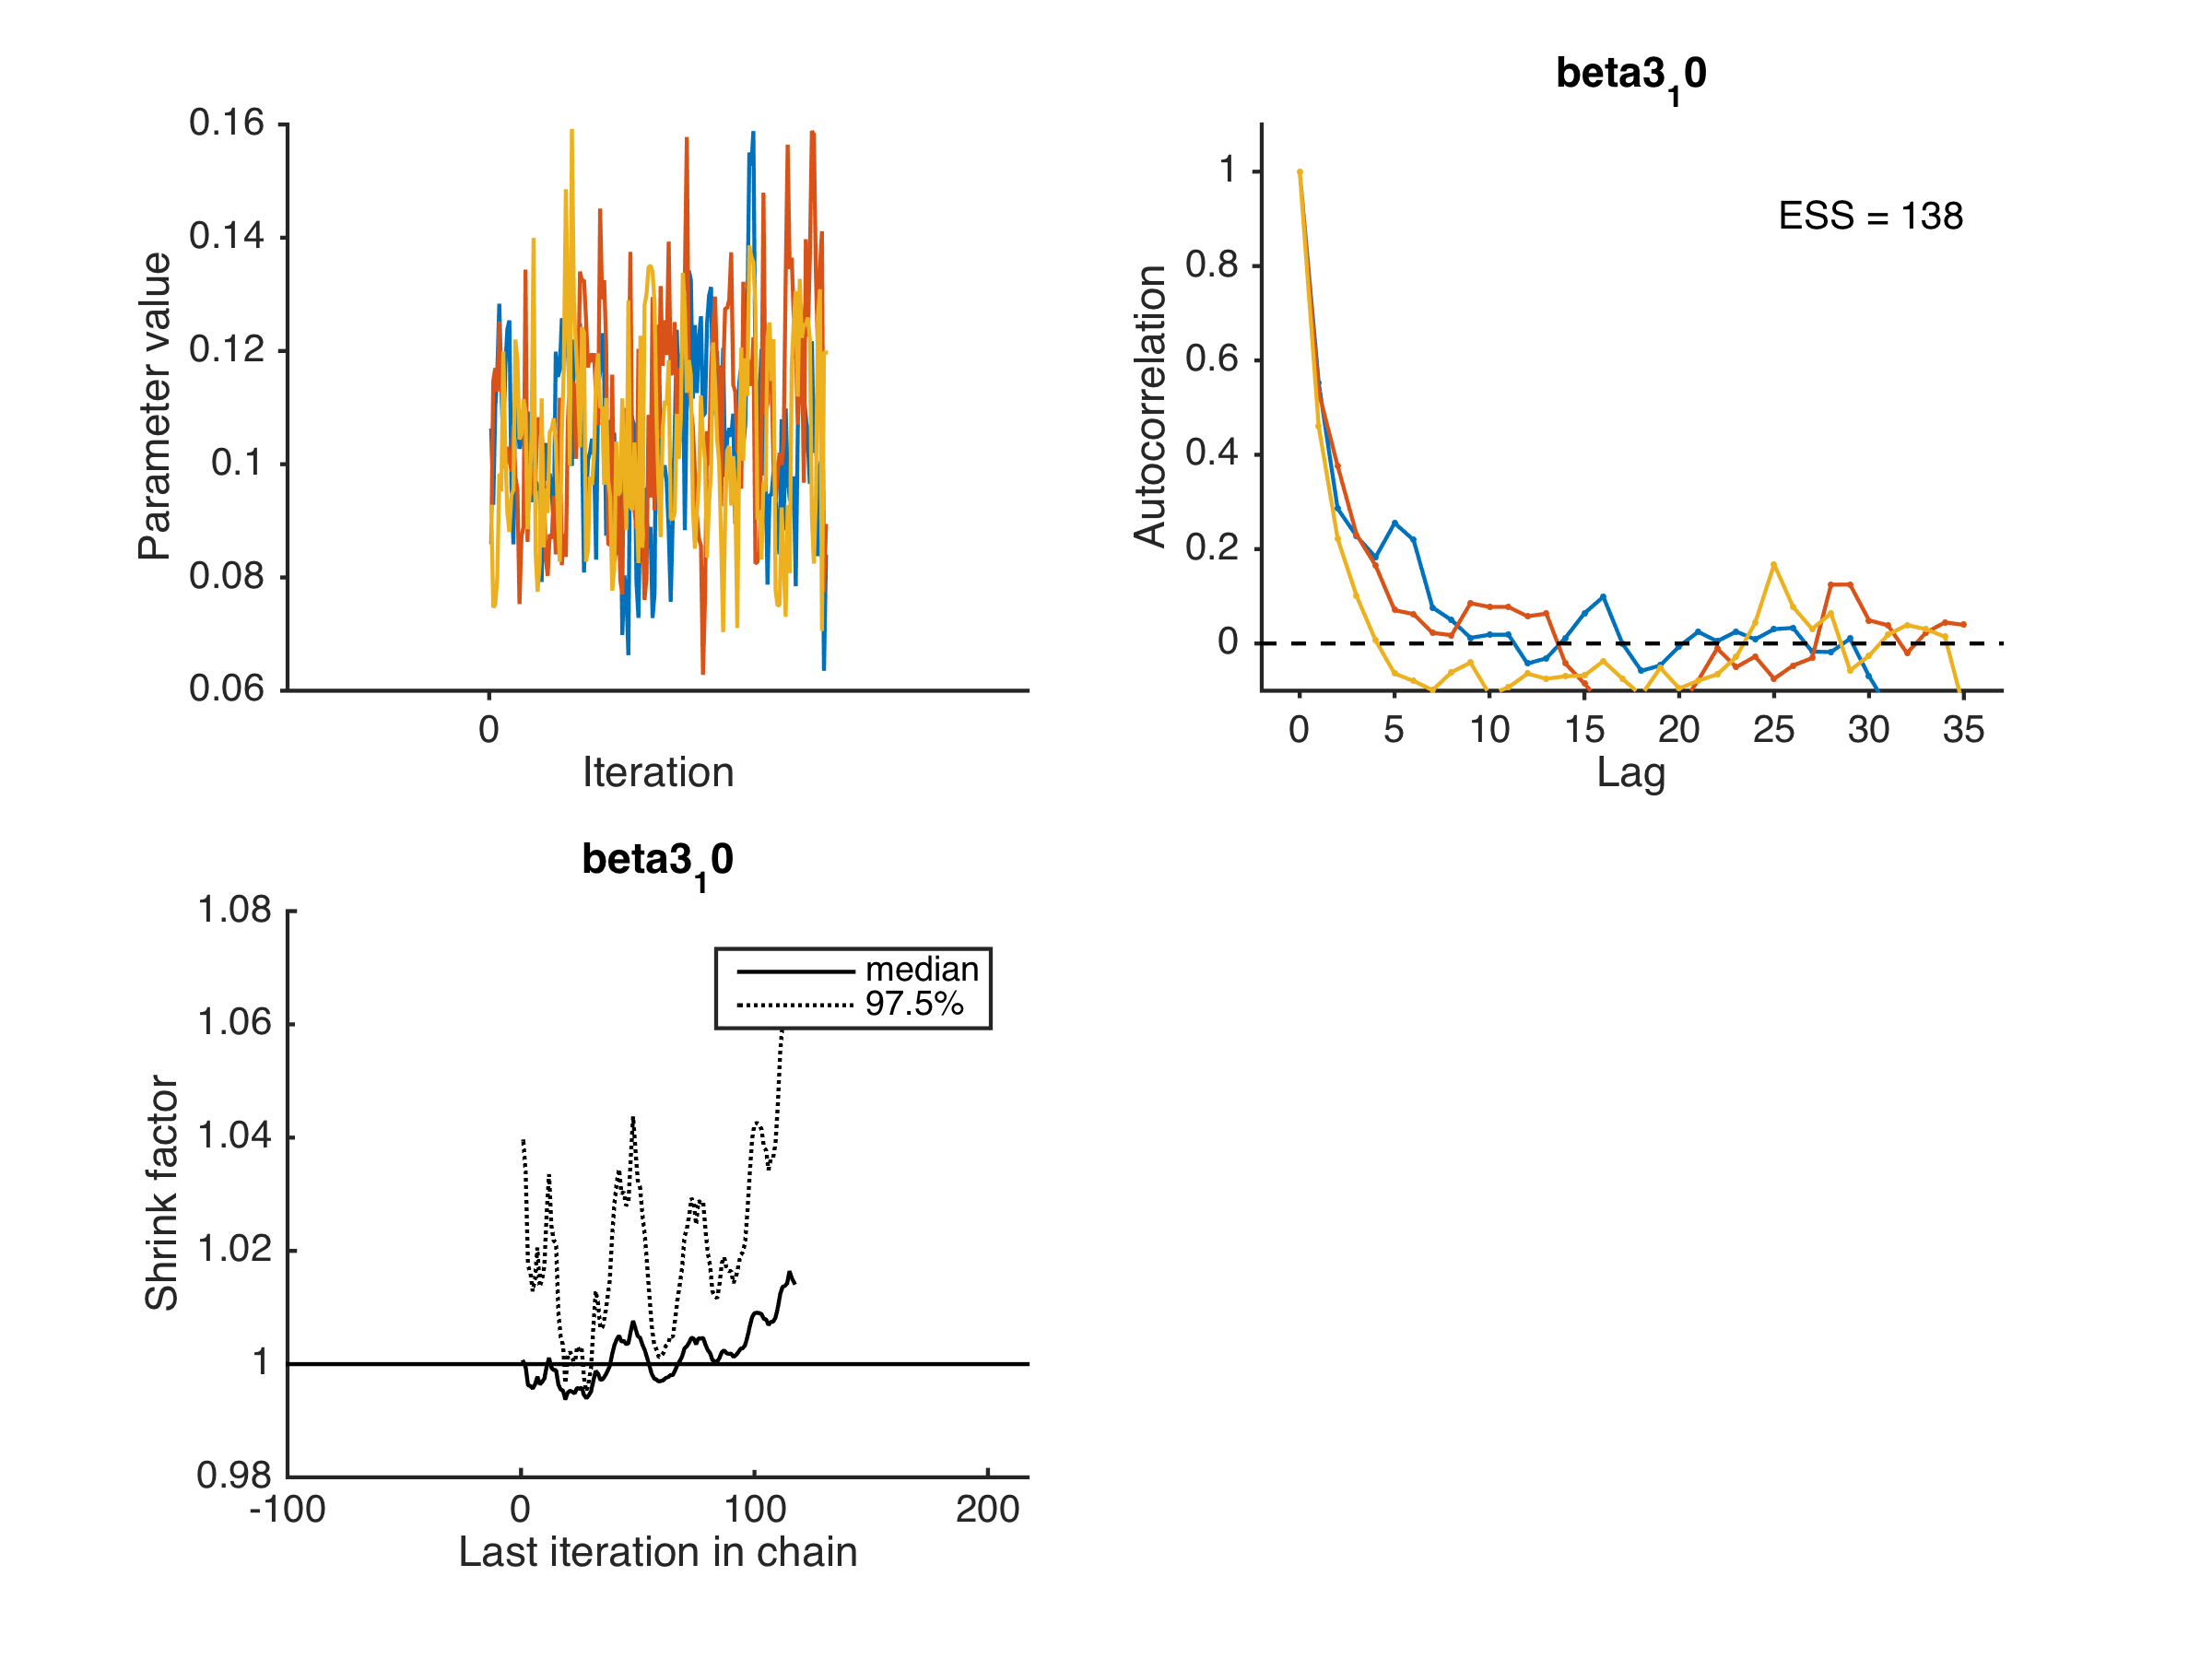 0.16
0.14
0.12
0.1
0.08
0.06
Parameter value
0
Iteration
beta3₁0
ESS = 138
1
0.8
0.6
0.4
0.2
0
Autocorrelation
0 5 10 15 20 25 30 35
Lag
beta3₁0
1.08
1.06
1.04
1.02
1
0.98
Shrink factor
median
97.5%
-100 0 100 200
Last iteration in chain